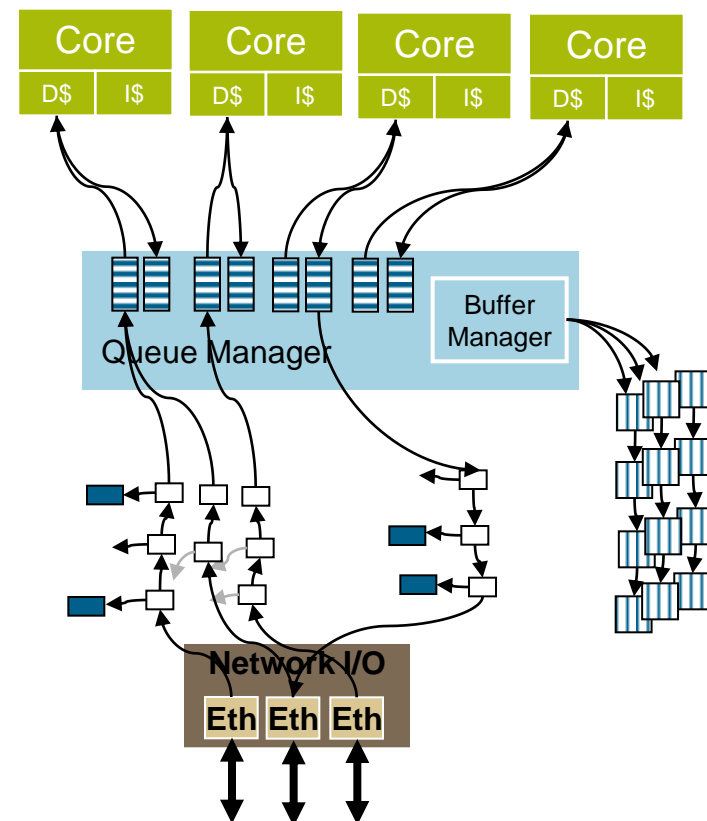 Core Core Core Core
D$ I$ D$ I$ D$ I$ D$ I$
Buffer
Manager
Queue Manager
Network I/O
Eth Eth Eth